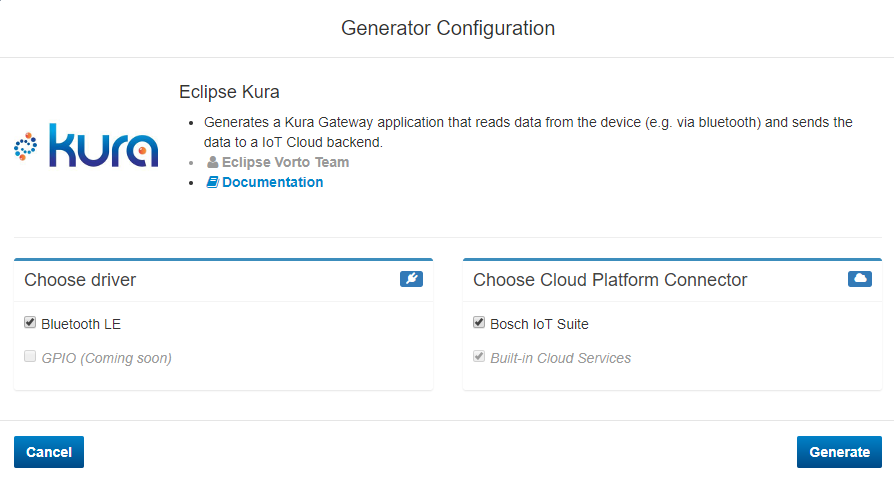 Generator Configuration
Eclipse Kura
kura
Generates a Kura Gateway application that reads data from the device (e.g. via bluetooth) and sends the
data to a IoT Cloud backend.
Eclipse Vorto Team
Documentation
Choose driver
Bluetooth LE
GPIO (Coming soon)
Choose Cloud Platform Connector
Bosch IoT Suite
Built-in Cloud Services
Cancel
Generate